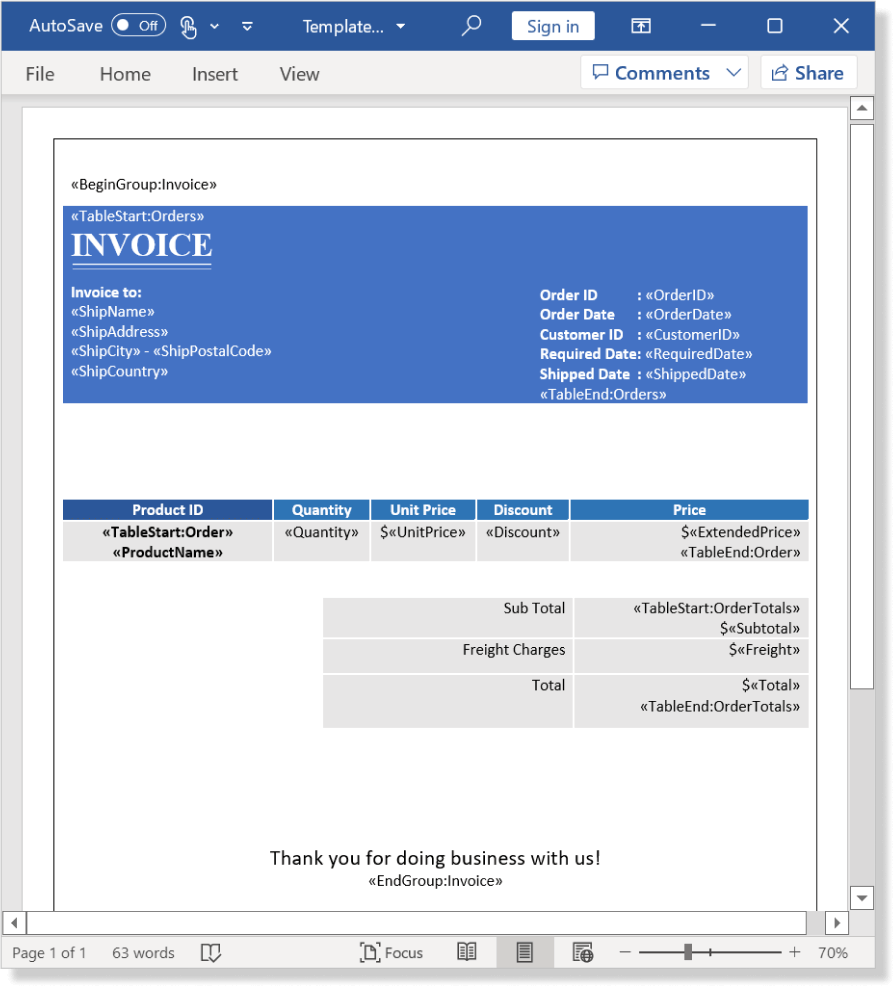 AutoSave Off Template... Sign in
File Home Insert View Comments Share
«BeginGroup:Invoice»
«TableStart:Orders»
INVOICE
Invoice to:
«ShipName»
«ShipAddress»
«ShipCity» - «ShipPostalCode»
«ShipCountry»
Order ID : «OrderID»
Order Date : «OrderDate»
Customer ID : «CustomerID»
Required Date: «RequiredDate»
Shipped Date : «ShippedDate»
«TableEnd:Orders»
Product ID Quantity Unit Price Discount Price
«TableStart:Order» «Quantity» $«UnitPrice» «Discount» $«ExtendedPrice»
«ProductName» «TableEnd:Order»
Sub Total «TableStart:OrderTotals»
$«Subtotal»
Freight Charges $«Freight»
Total $«Total»
«TableEnd:OrderTotals»
Thank you for doing business with us!
«EndGroup:Invoice»
Page 1 of 1 63 words Focus 70%